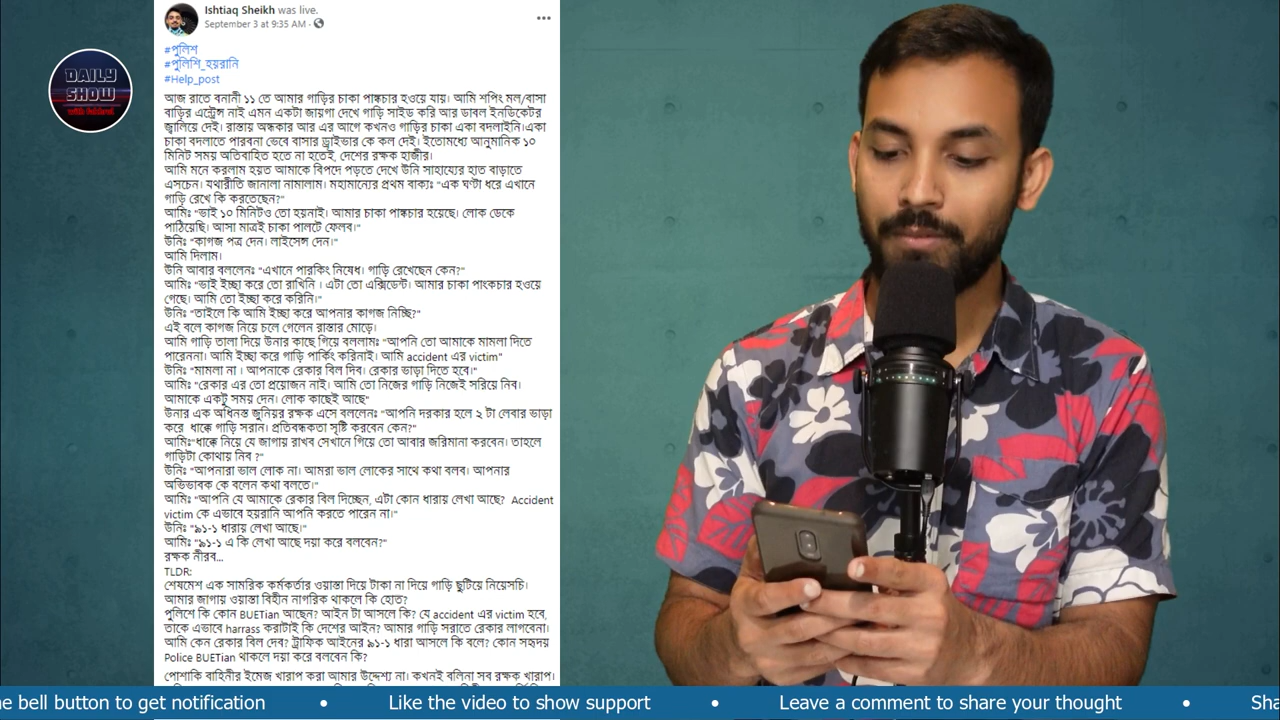 Ishtiaq Sheikh was live.
September 3 at 9:35 AM ·
DAILY
SHOW
#পুলিশ
#পুলিশি_হয়রানি
#Help_post
আজ রাতে বনানী ১১ তে আমার গাড়ির চাকা পাঙ্কচার হওয়ে যায়। আমি শপিং মল/বাসা
বাড়ির এন্ট্রেন্স নাই এমন একটা জায়গা দেখে গাড়ি সাইড করি আর ডাবল ইনডিকেটর
জ্বালিয়ে দেই। রাস্তায় অন্ধকার আর এর আগে কখনও গাড়ির চাকা একা বদলাইনি।একা
চাকা বদলাতে পারবনা ভেবে বাসার ড্রাইভার কে কল দেই। ইতোমধ্যে আনুমানিক ১০
মিনিট সময় অতিবাহিত হতে না হতেই, দেশের রক্ষক হাজীর।
আমি মনে করলাম হয়ত আমাকে বিপদে পড়তে দেখে উনি সাহায্যের হাত বাড়াতে
এসচেন। যথারীতি জানালা নামালাম। মহামান্যের প্রথম বাক্যঃ "এক ঘণ্টা ধরে এখানে
গাড়ি রেখে কি করতেছেন?"
আমিঃ "ভাই ১০ মিনিটও তো হয়নাই। আমার চাকা পাঙ্কচার হয়েছে। লোক ডেকে
পাঠিয়েছি। আসা মাত্রই চাকা পালটে ফেলব।"
উনিঃ "কাগজ পত্র দেন। লাইসেন্স দেন।"
আমি দিলাম।
উনি আবার বললেনঃ "এখানে পারকিং নিষেধ। গাড়ি রেখেছেন কেন?"
আমিঃ "ভাই ইচ্ছা করে তো রাখিনি । এটা তো এক্সিডেন্ট। আমার চাকা পাংকচার হওয়ে
গেছে। আমি তো ইচ্ছা করে করিনি।"
উনিঃ "তাইলে কি আমি ইচ্ছা করে আপনার কাগজ নিচ্ছি?"
এই বলে কাগজ নিয়ে চলে গেলেন রাস্তার মোড়ে।
আমি গাড়ি তালা দিয়ে উনার কাছে গিয়ে বললামঃ "আপনি তো আমাকে মামলা দিতে
পারেননা। আমি ইচ্ছা করে গাড়ি পার্কিং করিনাই। আমি accident এর victim"
উনিঃ "মামলা না । আপনাকে রেকার বিল দিব। রেকার ভাড়া দিতে হবে।"
আমিঃ "রেকার এর তো প্রয়োজন নাই। আমি তো নিজের গাড়ি নিজেই সরিয়ে নিব।
আমাকে একটু সময় দেন। লোক কাছেই আছে"
উনার এক অধিনস্ত জুনিয়র রক্ষক এসে বললেনঃ "আপনি দরকার হলে ২ টা লেবার ভাড়া
করে ধাক্কে গাড়ি সরান। প্রতিবন্ধকতা সৃষ্টি করবেন কেন?"
আমিঃ"ধাক্কে নিয়ে যে জাগায় রাখব সেখানে গিয়ে তো আবার জরিমানা করবেন। তাহলে
গাড়িটা কোথায় নিব ?"
উনিঃ "আপনারা ভাল লোক না। আমরা ভাল লোকের সাথে কথা বলব। আপনার
অভিভাবক কে বলেন কথা বলতে।"
আমিঃ "আপনি যে আমাকে রেকার বিল দিচ্ছেন, এটা কোন ধারায় লেখা আছে? Accident
victim কে এভাবে হয়রানি আপনি করতে পারেন না।"
উনিঃ "৯১-১ ধারায় লেখা আছে।"
আমিঃ "৯১-১ এ কি লেখা আছে দয়া করে বলবেন?"
রক্ষক নীরব...
TLDR:
শেষমেশ এক সামরিক কর্মকর্তার ওয়াস্তা দিয়ে টাকা না দিয়ে গাড়ি ছুটিয়ে নিয়েসচি।
আমার জাগায় ওয়াস্তা বিহীন নাগরিক থাকলে কি হোত?
পুলিশে কি কোন BUETian আছেন? আইন টা আসলে কি? যে accident এর victim হবে,
তাকে এভাবে harrass করাটাই কি দেশের আইন? আমার গাড়ি সরাতে রেকার লাগবেনা।
আমি কেন রেকার বিল দেব? ট্রাফিক আইনের ৯১-১ ধারা আসলে কি বলে? কোন সহৃদয়
Police BUETian থাকলে দয়া করে বলবেন কি?
পোশাকি বাহিনীর ইমেজ খারাপ করা আমার উদ্দেশ্য না। কখনই বলিনা সব রক্ষক খারাপ।
e bell button to get notification • Like the video to show support • Leave a comment to share your thought • Sha